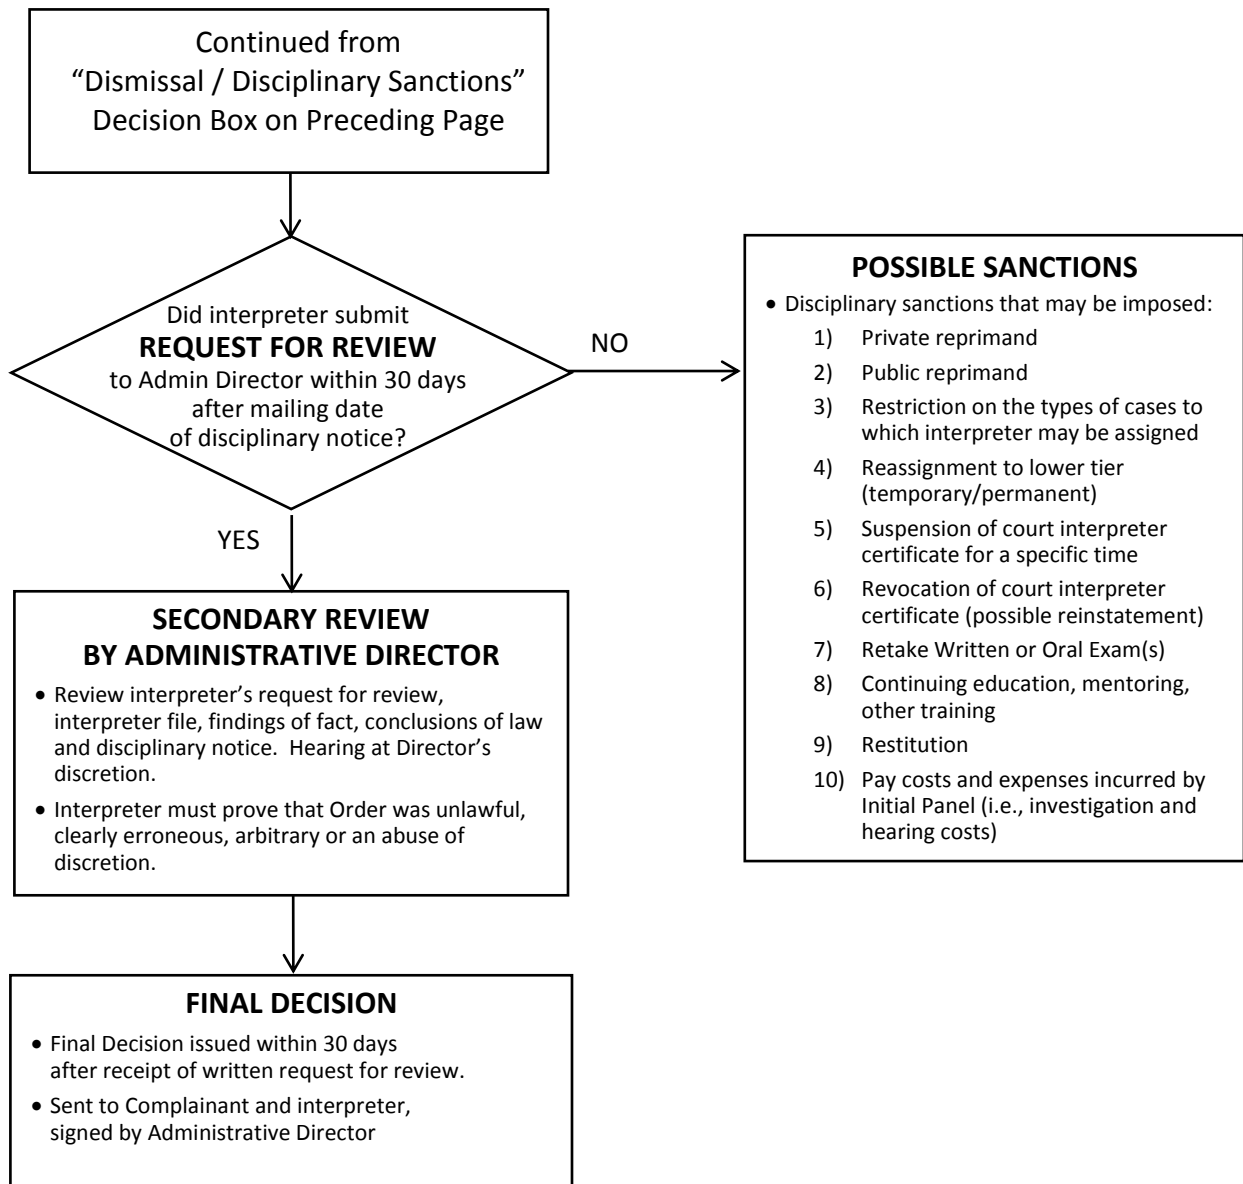 Continued from
“Dismissal / Disciplinary Sanctions”
Decision Box on Preceding Page
Did interpreter submit
REQUEST FOR REVIEW
to Admin Director within 30 days
after mailing date
of disciplinary notice?
NO
YES
POSSIBLE SANCTIONS
• Disciplinary sanctions that may be imposed:
1) Private reprimand
2) Public reprimand
3) Restriction on the types of cases to
which interpreter may be assigned
4) Reassignment to lower tier
(temporary/permanent)
5) Suspension of court interpreter
certificate for a specific time
6) Revocation of court interpreter
certificate (possible reinstatement)
7) Retake Written or Oral Exam(s)
8) Continuing education, mentoring,
other training
9) Restitution
10) Pay costs and expenses incurred by
Initial Panel (i.e., investigation and
hearing costs)
SECONDARY REVIEW
BY ADMINISTRATIVE DIRECTOR
• Review interpreter’s request for review,
interpreter file, findings of fact, conclusions of law
and disciplinary notice.  Hearing at Director’s
discretion.
• Interpreter must prove that Order was unlawful,
clearly erroneous, arbitrary or an abuse of
discretion.
FINAL DECISION
• Final Decision issued within 30 days
after receipt of written request for review.
• Sent to Complainant and interpreter,
signed by Administrative Director